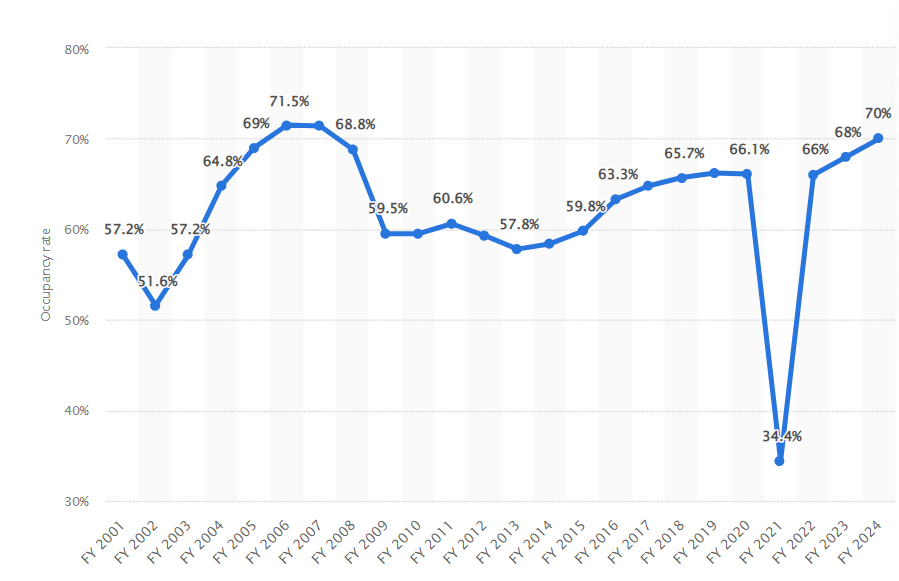 80%
70%
60%
50%
40%
30%
Occupancy rate
57.2%
51.6%
57.2%
64.8%
69%
71.5%
68.8%
59.5%
60.6%
57.8%
59.8%
63.3%
65.7%
66.1%
34.4%
66%
68%
70%
FY 2001
FY 2002
FY 2003
FY 2004
FY 2005
FY 2006
FY 2007
FY 2008
FY 2009
FY 2010
FY 2011
FY 2012
FY 2013
FY 2014
FY 2015
FY 2016
FY 2017
FY 2018
FY 2019
FY 2020
FY 2021
FY 2022
FY 2023
FY 2024